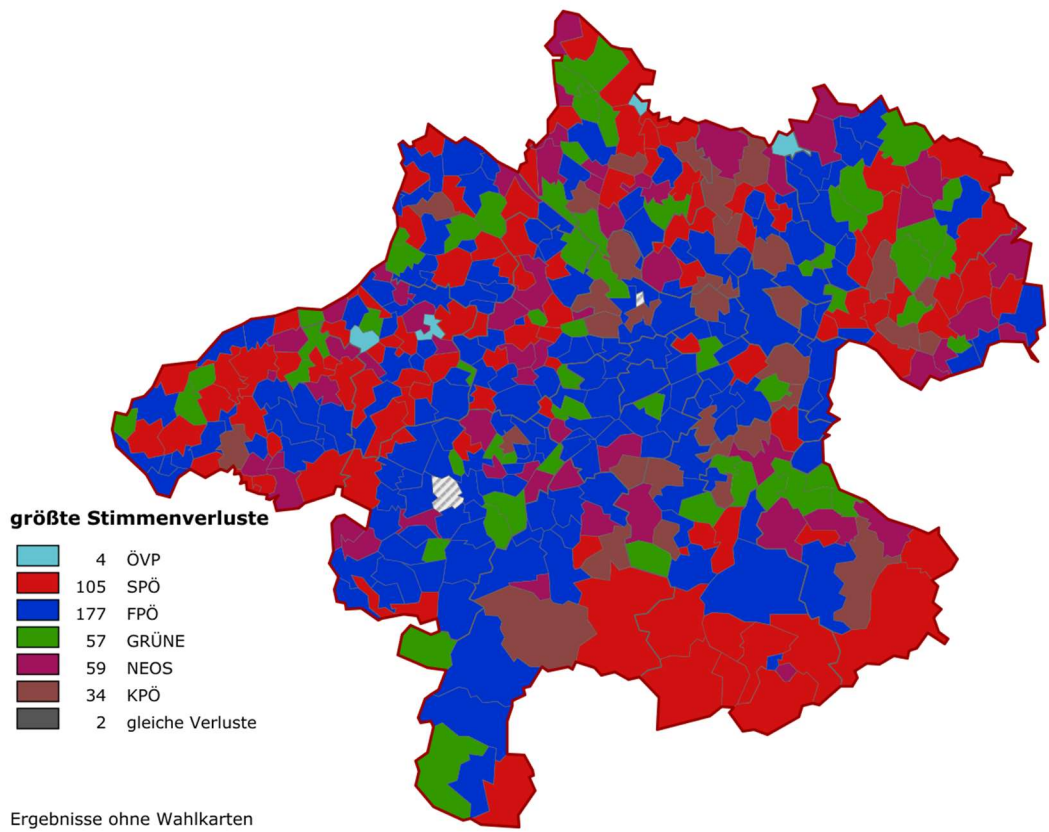 größte Stimmenverluste
4 ÖVP
105 SPÖ
177 FPÖ
57 GRÜNE
59 NEOS
34 KPÖ
2 gleiche Verluste
Ergebnisse ohne Wahlkarten